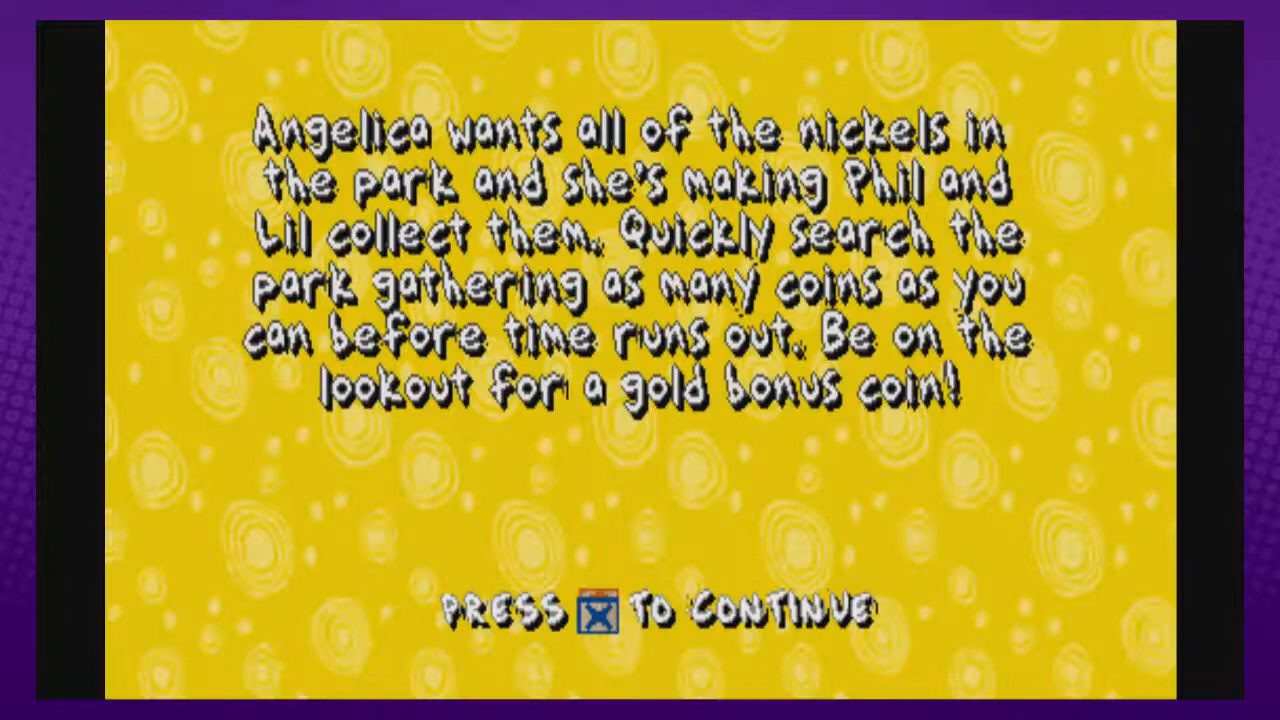 Angelica wants all of the nickels in
the park and she's making Phil and
Lil collect them. Quickly search the
park gathering as many coins as you
can before time runs out. Be on the
lookout for a gold bonus coin!
PRESS X TO CONTINUE